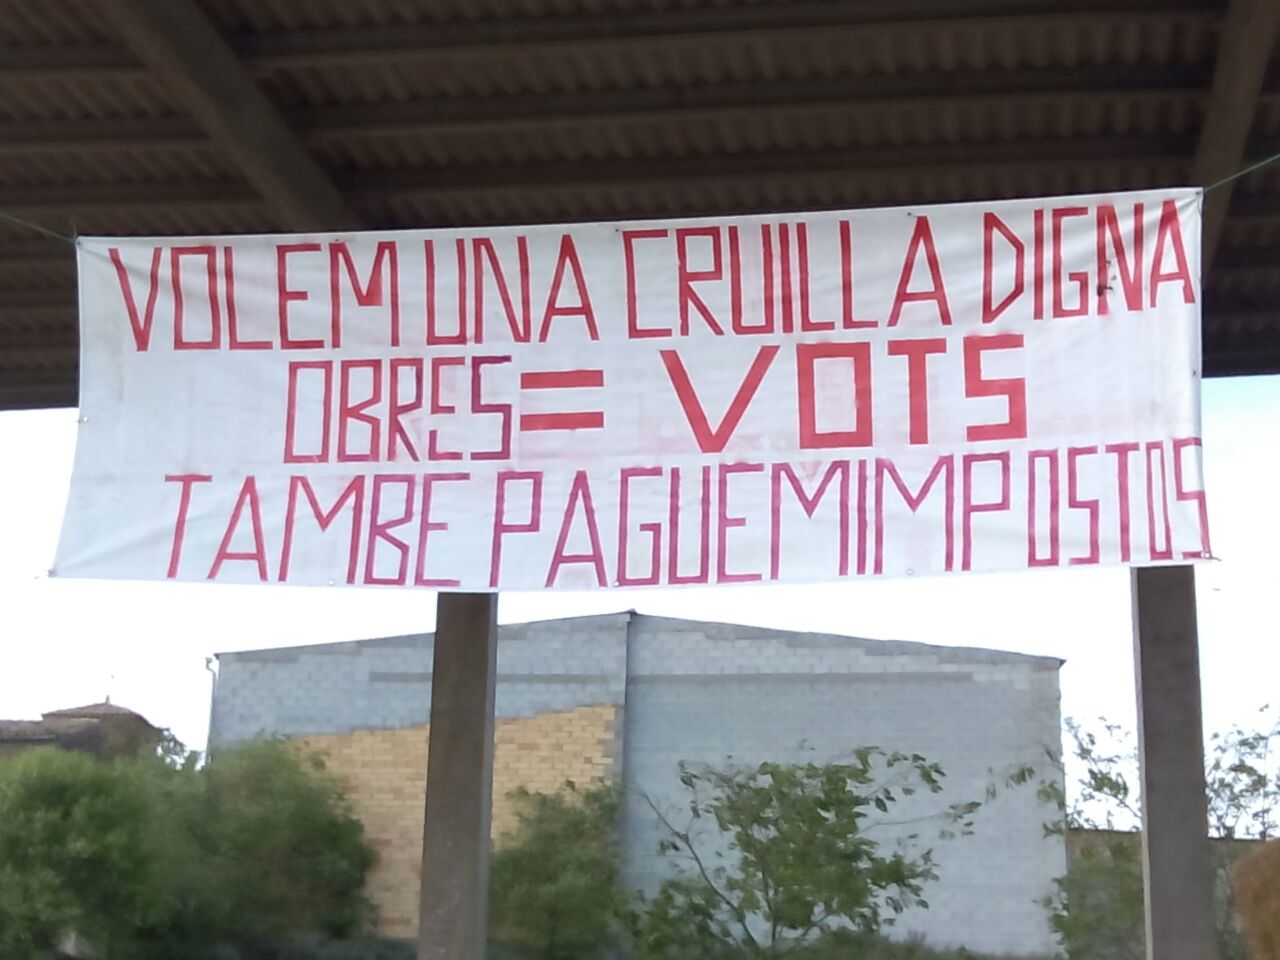 VOLEM UNA CRUILLA DIGNA
OBRES = VOTS
TAMBE PAGUEM IMPOSTOS